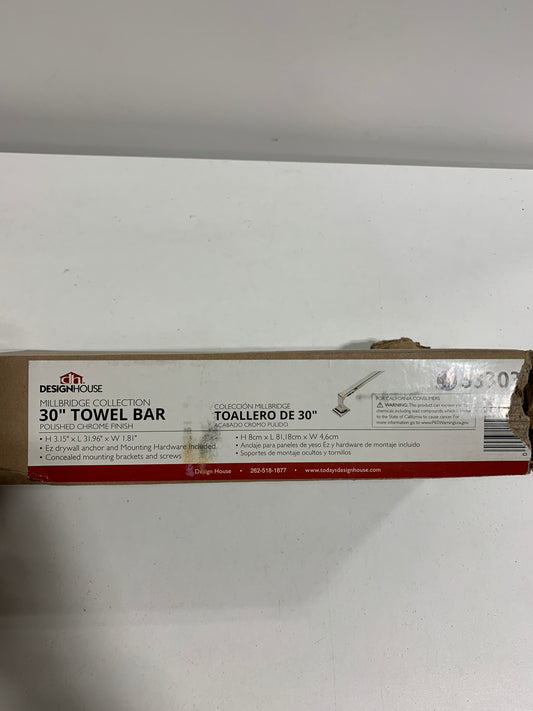 dh
DESIGNHOUSE
MILLBRIDGE COLLECTION
30" TOWEL BAR
POLISHED CHROME FINISH
• H 3.15" x L 31.96" x W 1.81"
• Ez drywall anchor and Mounting Hardware Included.
• Concealed mounting brackets and screws
COLECCIÓN MILLBRIDGE
TOALLERO DE 30"
ACABADO CROMO PULIDO
• H 8cm x L 81,18cm x W 4,6cm
• Anclaje para paneles de yeso Ez y hardware de montaje incluido
• Soportes de montaje ocultos y tornillos
FOR CALIFORNIA CONSUMERS
WARNING: This product can expose you to
chemicals including lead compounds, which
to the State of California to cause cancer. For
more information go to www.P65Warnings.ca.gov
Design House • 262-518-1877 • www.todaysdesignhouse.com